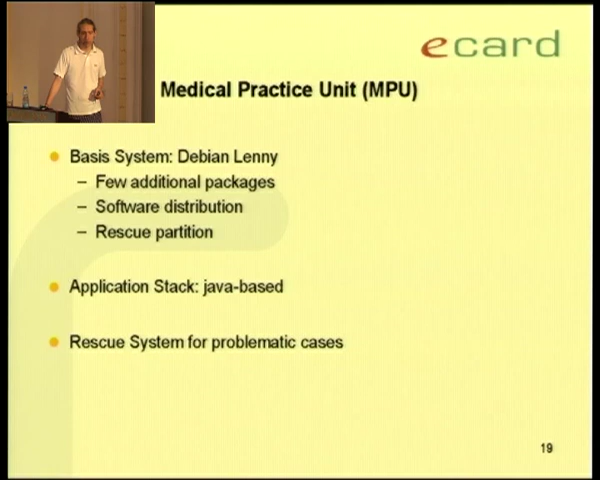 ecard
Medical Practice Unit (MPU)
Basis System: Debian Lenny
– Few additional packages
– Software distribution
– Rescue partition
Application Stack: java-based
Rescue System for problematic cases
19